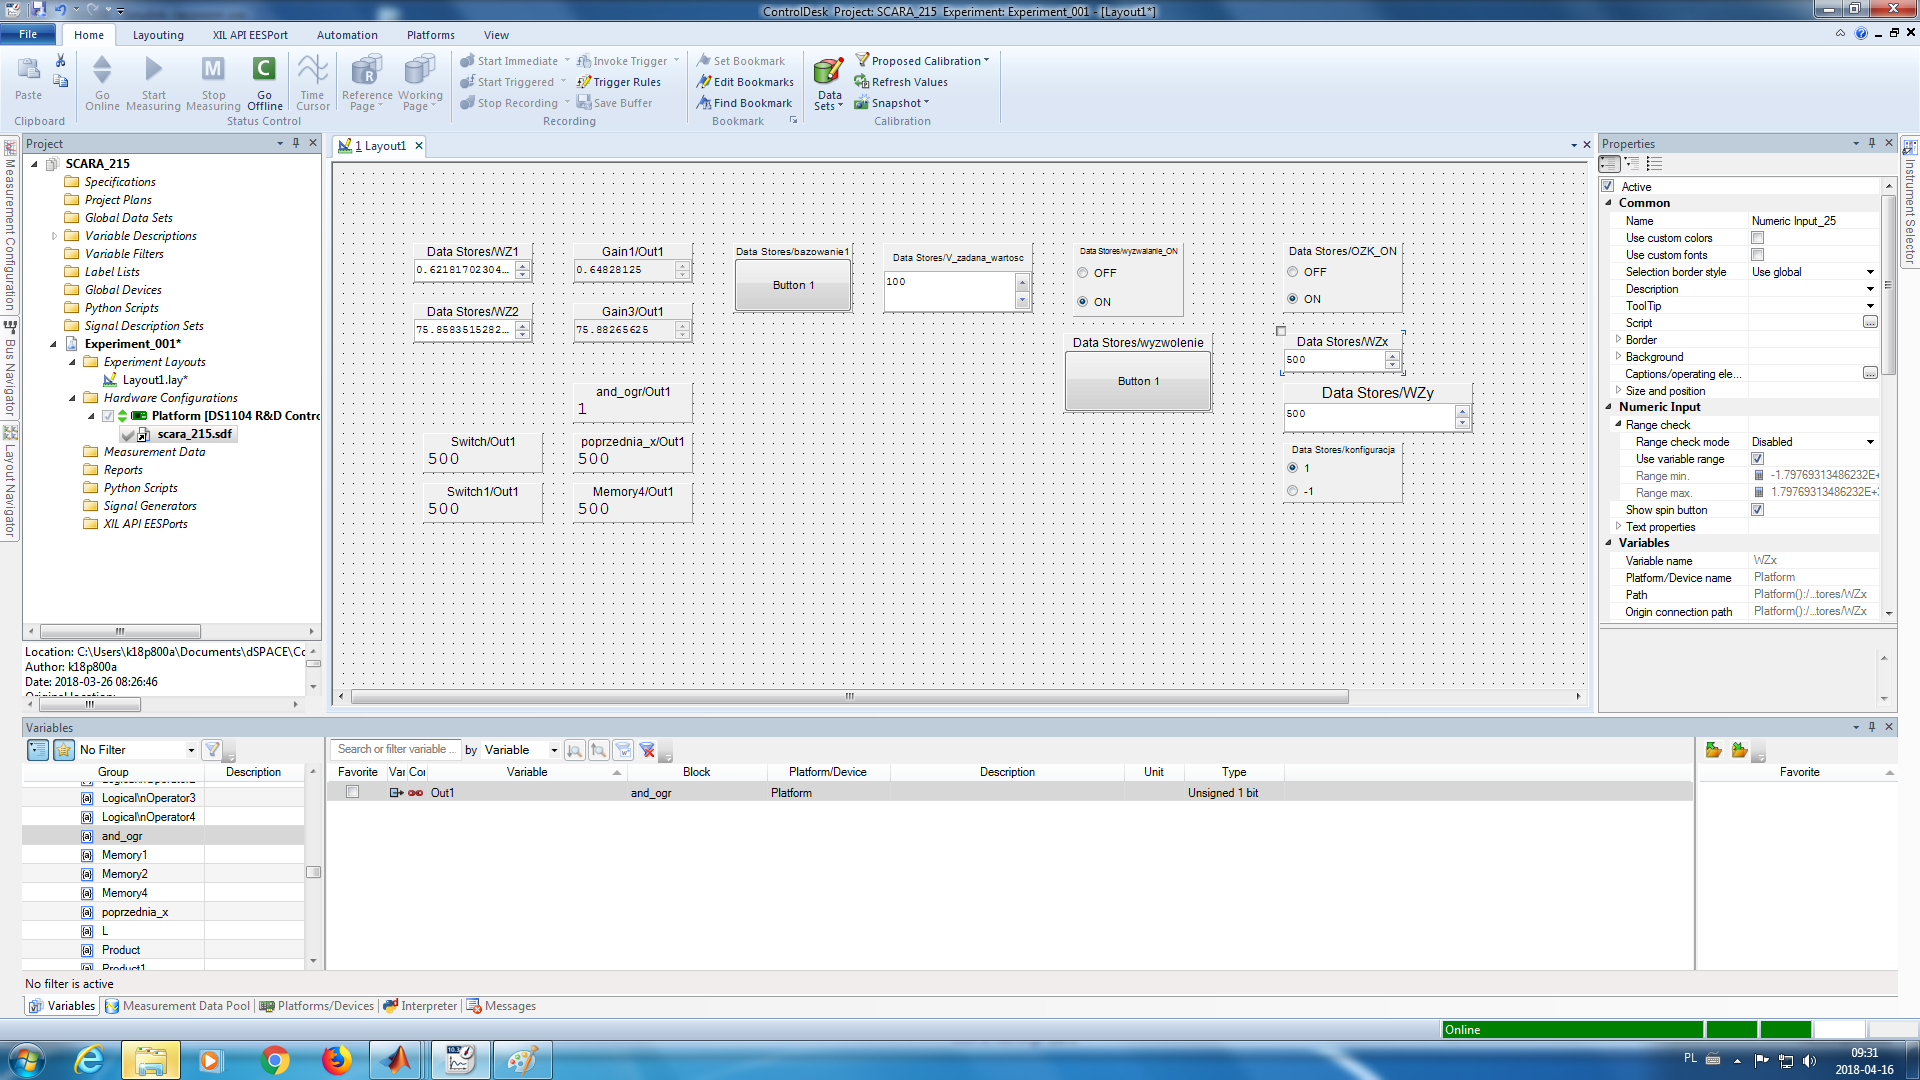 ControlDesk Project: SCARA_215 Experiment: Experiment_001 - [Layout1*]
File Home Layouting XIL API EESPort Automation Platforms View
Paste
Clipboard
Go Online
Start Measuring
Stop Measuring
Go Offline
Status Control
Time Cursor
Reference Page
Working Page
Start Immediate
Start Triggered
Stop Recording
Invoke Trigger
Trigger Rules
Save Buffer
Recording
Set Bookmark
Edit Bookmarks
Find Bookmark
Bookmark
Data Sets
Proposed Calibration
Refresh Values
Snapshot
Calibration
Measurement Configuration
Bus Navigator
Layout Navigator
Project
SCARA_215
Specifications
Project Plans
Global Data Sets
Variable Descriptions
Variable Filters
Label Lists
Global Devices
Python Scripts
Signal Description Sets
Experiment_001*
Experiment Layouts
Layout1.lay*
Hardware Configurations
Platform [DS1104 R&D Contro
scara_215.sdf
Measurement Data
Reports
Python Scripts
Signal Generators
XIL API EESPorts
Location: C:\Users\k18p800a\Documents\dSPACE\Cc
Author: k18p800a
Date: 2018-03-26 08:26:46
1 Layout1
Data Stores/WZ1
0.62181702304...
Gain1/Out1
0.64828125
Data Stores/bazowanie1
Button 1
Data Stores/V_zadana_wartosc
100
Data Stores/wyzwalanie_ON
OFF
ON
Data Stores/OZK_ON
OFF
ON
Data Stores/WZ2
75.8583515282...
Gain3/Out1
75.88265625
Data Stores/wyzwolenie
Button 1
Data Stores/WZx
500
Data Stores/WZy
500
and_ogr/Out1
1
Switch/Out1
500
poprzednia_x/Out1
500
Data Stores/konfiguracja
1
-1
Switch1/Out1
500
Memory4/Out1
500
Properties
Active
Common
Name Numeric Input_25
Use custom colors
Use custom fonts
Selection border style Use global
Description
ToolTip
Script
Border
Background
Captions/operating ele...
Size and position
Numeric Input
Range check
Range check mode Disabled
Use variable range
Range min. -1.79769313486232E+
Range max. 1.79769313486232E+
Show spin button
Text properties
Variables
Variable name WZx
Platform/Device name Platform
Path Platform():/...tores/WZx
Origin connection path Platform():/...tores/WZx
Instrument Selector
Variables
No Filter
Group Description
Logical\nOperator3
Logical\nOperator4
and_ogr
Memory1
Memory2
Memory4
poprzednia_x
L
Product
Product1
Search or filter variable ... by Variable
Favorite Var Cor Variable Block Platform/Device Description Unit Type
Out1 and_ogr Platform Unsigned 1 bit
Favorite
No filter is active
Variables Measurement Data Pool Platforms/Devices Interpreter Messages
Online
PL
09:31
2018-04-16